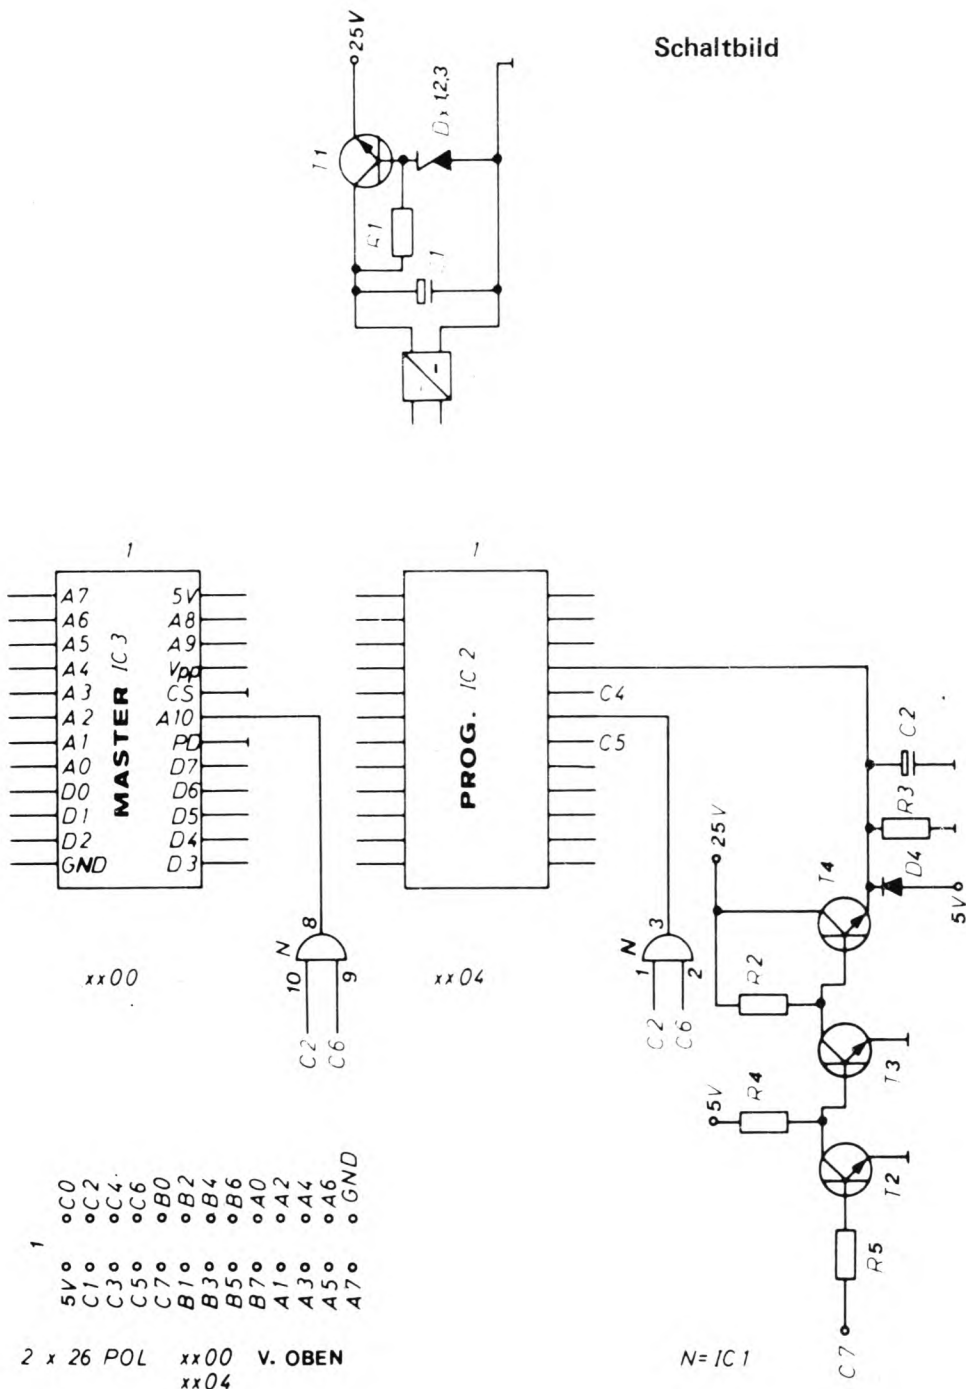 Schaltbild
25V
T1
D x 1,2,3
R1
C1
1
MASTER IC3
A7 5V
A6 A8
A5 A9
A4 Vpp
A3 CS
A2 A10
A1 PD
A0 D7
D0 D6
D1 D5
D2 D4
GND D3
xx00
8
N
10 9
C2 C6
1
PROG. IC2
C4
C5
xx04
3
N
1 2
C2 C6
25V
C2
R3
D4
5V
T4
R2
T3
5V
R4
T2
R5
C7
1
5V C0
C1 C2
C3 C4
C5 C6
C7 B0
B1 B2
B3 B4
B5 B6
B7 A0
A1 A2
A3 A4
A5 A6
A7 GND
2 x 26 POL xx00 V. OBEN
xx04
N=IC1